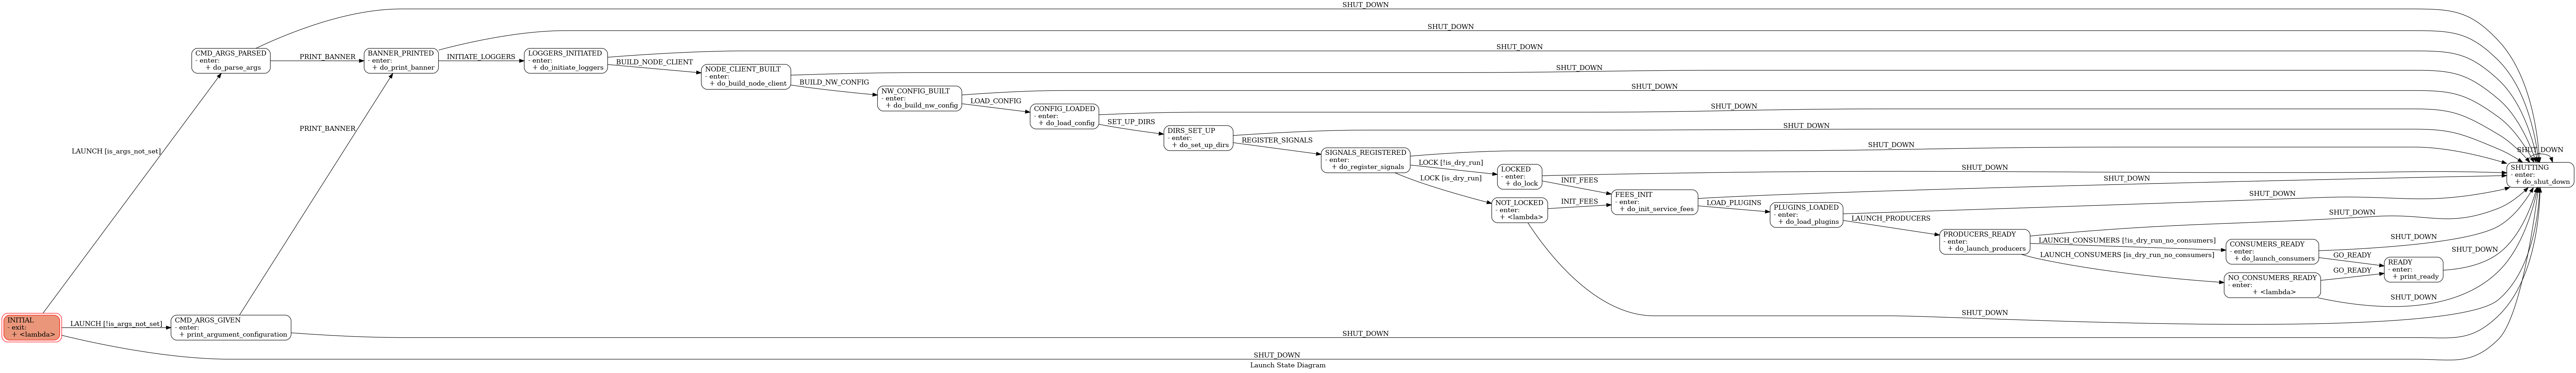 SHUT_DOWN
SHUT_DOWN
CMD_ARGS_PARSED
- enter:
+ do_parse_args
PRINT_BANNER
BANNER_PRINTED
- enter:
+ do_print_banner
INITIATE_LOGGERS
LOGGERS_INITIATED
- enter:
+ do_initiate_loggers
SHUT_DOWN
BUILD_NODE_CLIENT
NODE_CLIENT_BUILT
- enter:
+ do_build_node_client
SHUT_DOWN
BUILD_NW_CONFIG
NW_CONFIG_BUILT
- enter:
+ do_build_nw_config
SHUT_DOWN
LOAD_CONFIG
CONFIG_LOADED
- enter:
+ do_load_config
SHUT_DOWN
SET_UP_DIRS
DIRS_SET_UP
- enter:
+ do_set_up_dirs
SHUT_DOWN
REGISTER_SIGNALS
SIGNALS_REGISTERED
- enter:
+ do_register_signals
SHUT_DOWN
LOCK [!is_dry_run]
LOCK [is_dry_run]
LOCKED
- enter:
+ do_lock
SHUT_DOWN
INIT_FEES
NOT_LOCKED
- enter:
+ <lambda>
INIT_FEES
FEES_INIT
- enter:
+ do_init_service_fees
SHUT_DOWN
LOAD_PLUGINS
PLUGINS_LOADED
- enter:
+ do_load_plugins
SHUT_DOWN
LAUNCH_PRODUCERS
PRODUCERS_READY
- enter:
+ do_launch_producers
SHUT_DOWN
LAUNCH_CONSUMERS [!is_dry_run_no_consumers]
LAUNCH_CONSUMERS [is_dry_run_no_consumers]
CONSUMERS_READY
- enter:
+ do_launch_consumers
SHUT_DOWN
GO_READY
NO_CONSUMERS_READY
- enter:
+ <lambda>
GO_READY
SHUT_DOWN
READY
- enter:
+ print_ready
SHUT_DOWN
SHUT_DOWN
SHUTTING
- enter:
+ do_shut_down
PRINT_BANNER
LAUNCH [is_args_not_set]
INITIAL
- exit:
+ <lambda>
LAUNCH [!is_args_not_set]
CMD_ARGS_GIVEN
- enter:
+ print_argument_configuration
SHUT_DOWN
SHUT_DOWN
SHUT_DOWN
Launch State Diagram